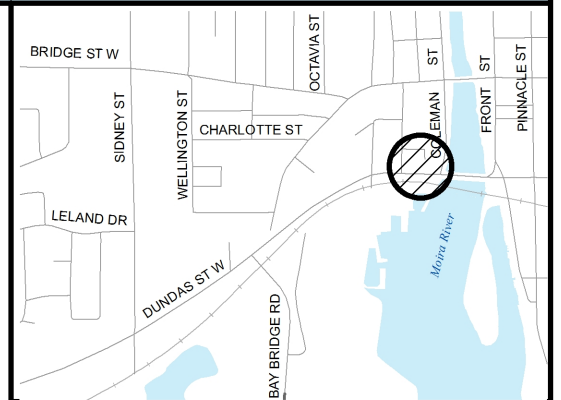 BRIDGE ST W
SIDNEY ST
WELLINGTON ST
OCTAVIA ST
CHARLOTTE ST
COLEMAN ST
FRONT ST
PINNACLE ST
LELAND DR
DUNDAS ST W
BAY BRIDGE RD
Moira River